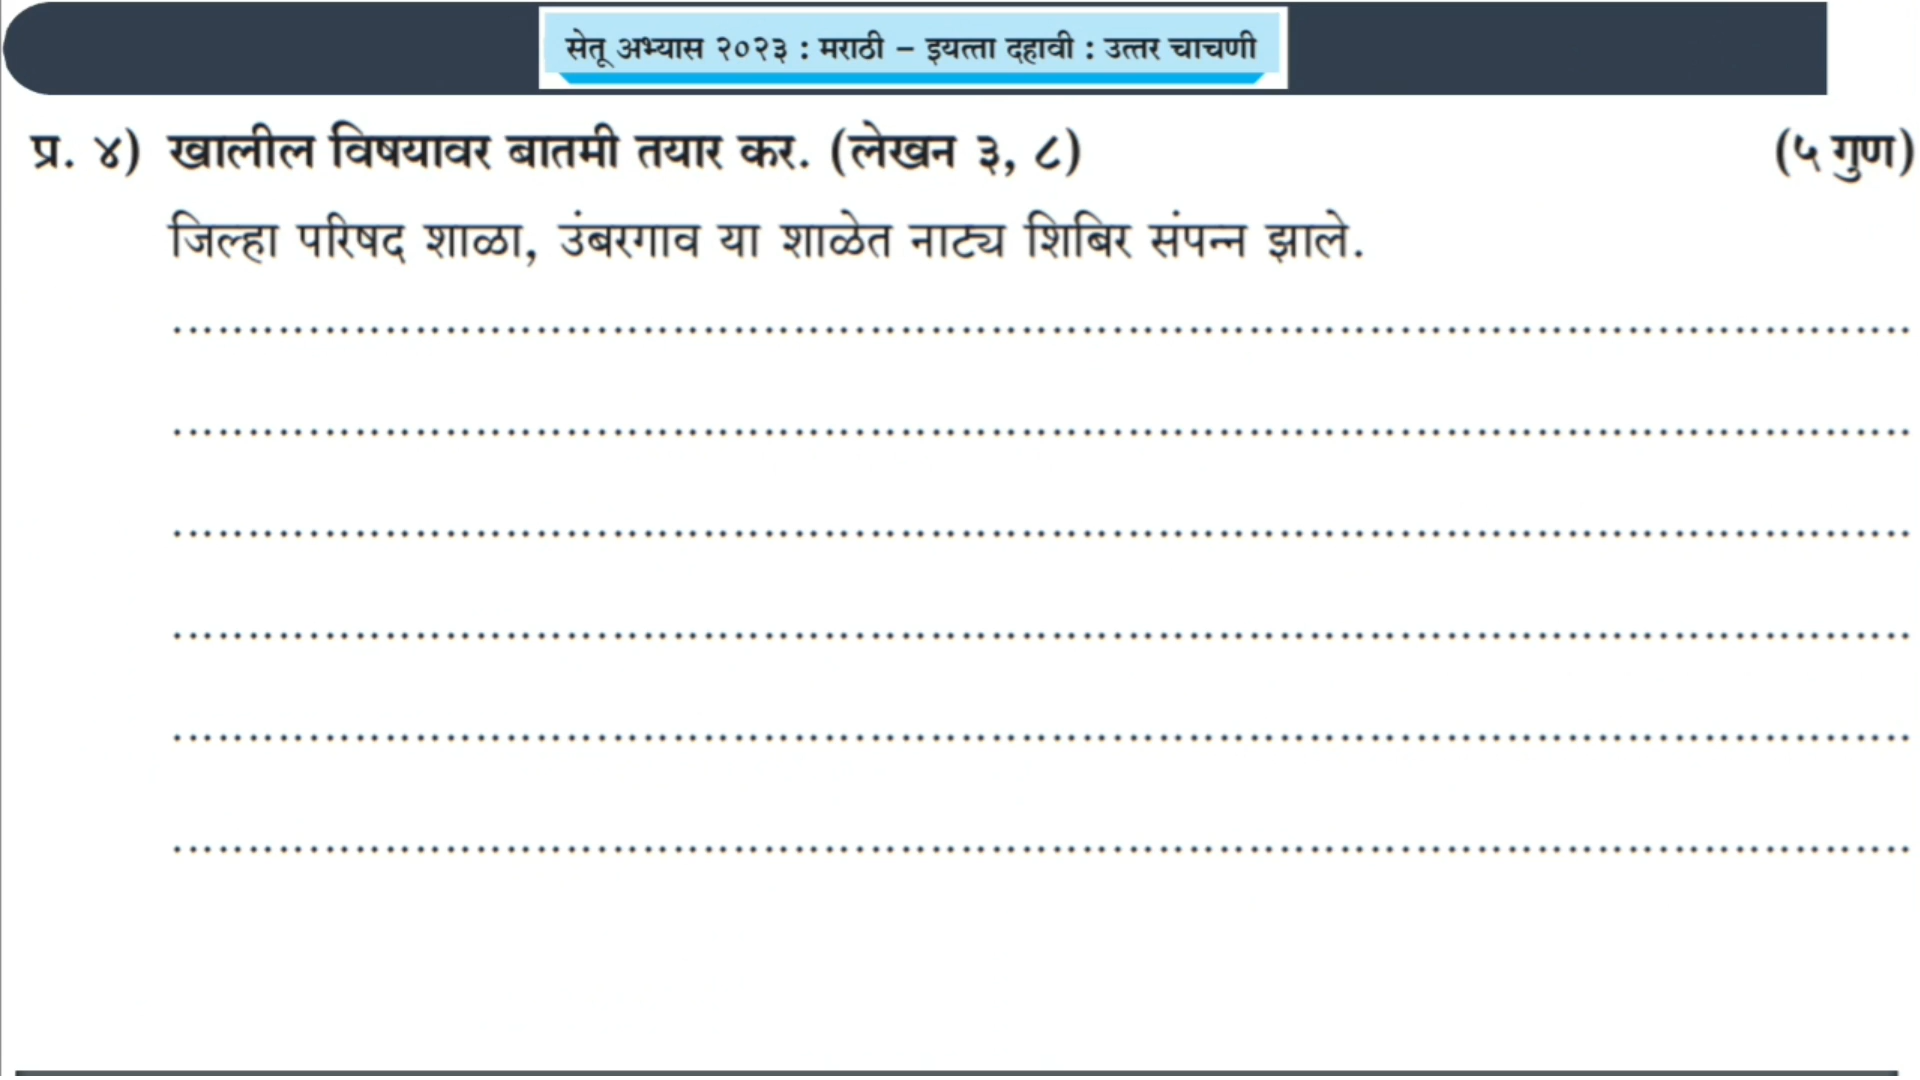 सेतू अभ्यास २०२३ : मराठी – इयत्ता दहावी : उत्तर चाचणी
प्र. ४) खालील विषयावर बातमी तयार कर. (लेखन ३, ८) (५ गुण)
जिल्हा परिषद शाळा, उंबरगाव या शाळेत नाट्य शिबिर संपन्न झाले.